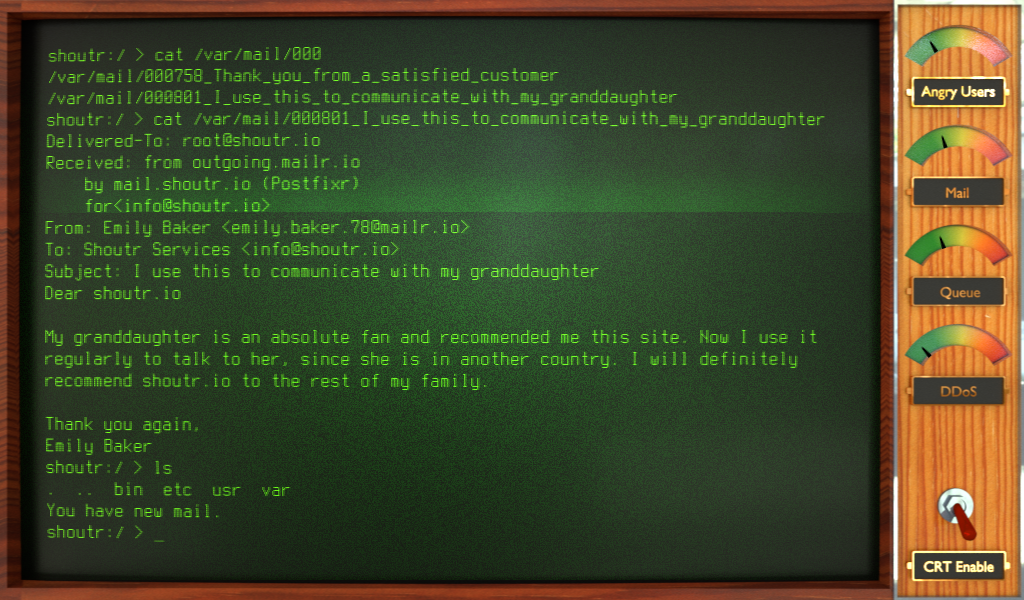 shoutr:/ > cat /var/mail/000
/var/mail/000758_Thank_you_from_a_satisfied_customer
/var/mail/000801_I_use_this_to_communicate_with_my_granddaughter
shoutr:/ > cat /var/mail/000801_I_use_this_to_communicate_with_my_granddaughter
Delivered-To: root@shoutr.io
Received: from outgoing.mailr.io
    by mail.shoutr.io (Postfixr)
    for<info@shoutr.io>
From: Emily Baker <emily.baker.78@mailr.io>
To: Shoutr Services <info@shoutr.io>
Subject: I use this to communicate with my granddaughter
Dear shoutr.io

My granddaughter is an absolute fan and recommended me this site. Now I use it
regularly to talk to her, since she is in another country. I will definitely
recommend shoutr.io to the rest of my family.

Thank you again,
Emily Baker
shoutr:/ > ls
.  ..  bin  etc  usr  var
You have new mail.
shoutr:/ > _
Angry Users
Mail
Queue
DDoS
CRT Enable